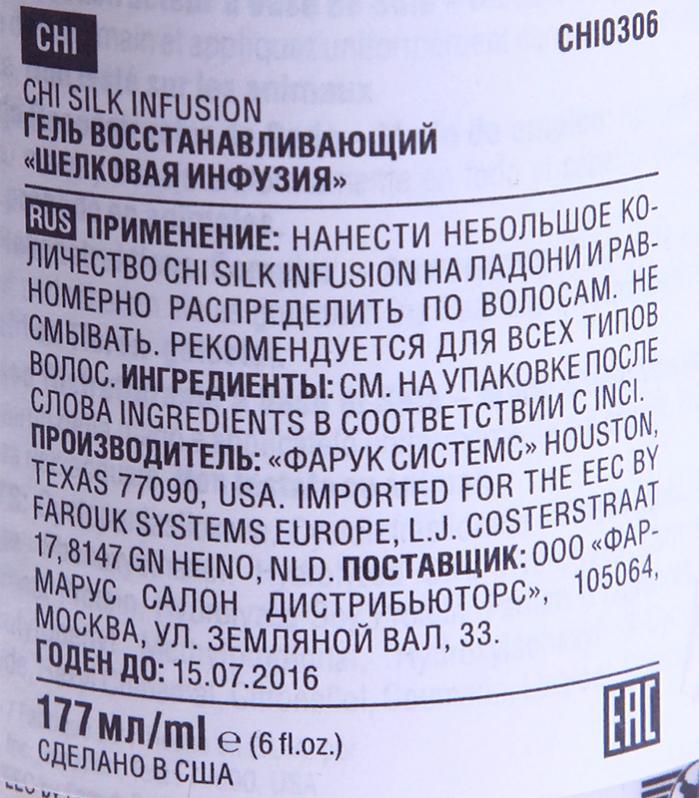 CHI CHI0306
CHI SILK INFUSION
ГЕЛЬ ВОССТАНАВЛИВАЮЩИЙ
«ШЕЛКОВАЯ ИНФУЗИЯ»
RUS ПРИМЕНЕНИЕ: НАНЕСТИ НЕБОЛЬШОЕ КО-
ЛИЧЕСТВО CHI SILK INFUSION НА ЛАДОНИ И РАВ-
НОМЕРНО РАСПРЕДЕЛИТЬ ПО ВОЛОСАМ. НЕ
СМЫВАТЬ. РЕКОМЕНДУЕТСЯ ДЛЯ ВСЕХ ТИПОВ
ВОЛОС. ИНГРЕДИЕНТЫ: СМ. НА УПАКОВКЕ ПОСЛЕ
СЛОВА INGREDIENTS В СООТВЕТСТВИИ С INCI.
ПРОИЗВОДИТЕЛЬ: «ФАРУК СИСТЕМС» HOUSTON,
TEXAS 77090, USA. IMPORTED FOR THE EEC BY
FAROUK SYSTEMS EUROPE, L.J. COSTERSTRAAT
17, 8147 GN HEINO, NLD. ПОСТАВЩИК: ООО «ФАР-
МАРУС САЛОН ДИСТРИБЬЮТОРС», 105064,
МОСКВА, УЛ. ЗЕМЛЯНОЙ ВАЛ, 33.
ГОДЕН ДО: 15.07.2016
177 мл/ml e (6 fl.oz.) EAC
СДЕЛАНО В США